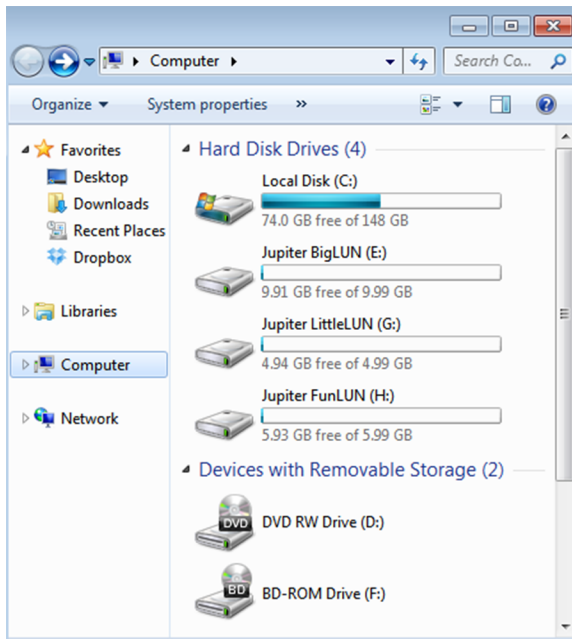 Computer
Search Co...
Organize
System properties
»
Favorites
Desktop
Downloads
Recent Places
Dropbox
Libraries
Computer
Network
Hard Disk Drives (4)
Local Disk (C:)
74.0 GB free of 148 GB
Jupiter BigLUN (E:)
9.91 GB free of 9.99 GB
Jupiter LittleLUN (G:)
4.94 GB free of 4.99 GB
Jupiter FunLUN (H:)
5.93 GB free of 5.99 GB
Devices with Removable Storage (2)
DVD
DVD RW Drive (D:)
BD
BD-ROM Drive (F:)